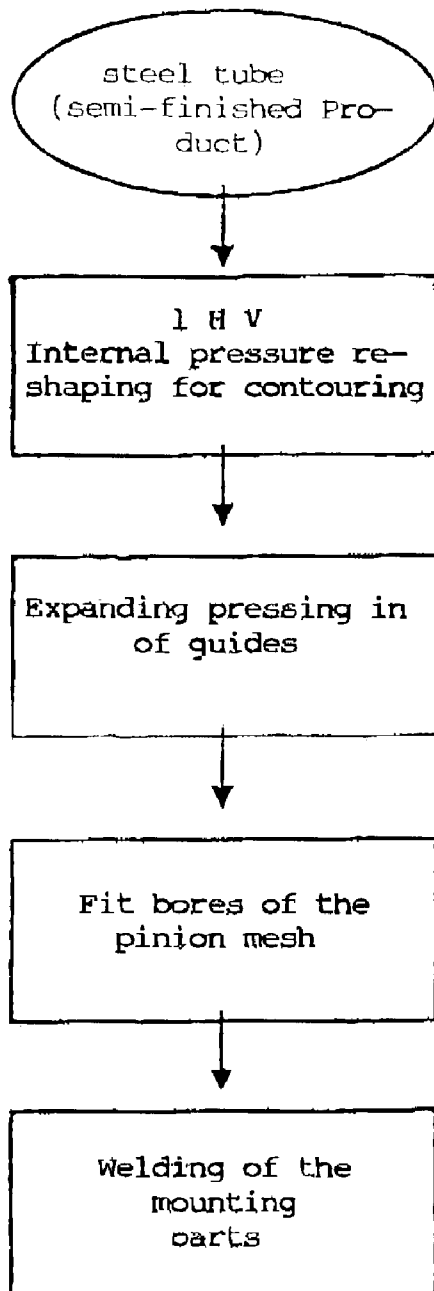 steel tube
(semi-finished Pro-
duct)
1 H V
Internal pressure re-
shaping for contouring
Expanding pressing in
of guides
Fit bores of the
pinion mesh
Welding of the
mounting
parts